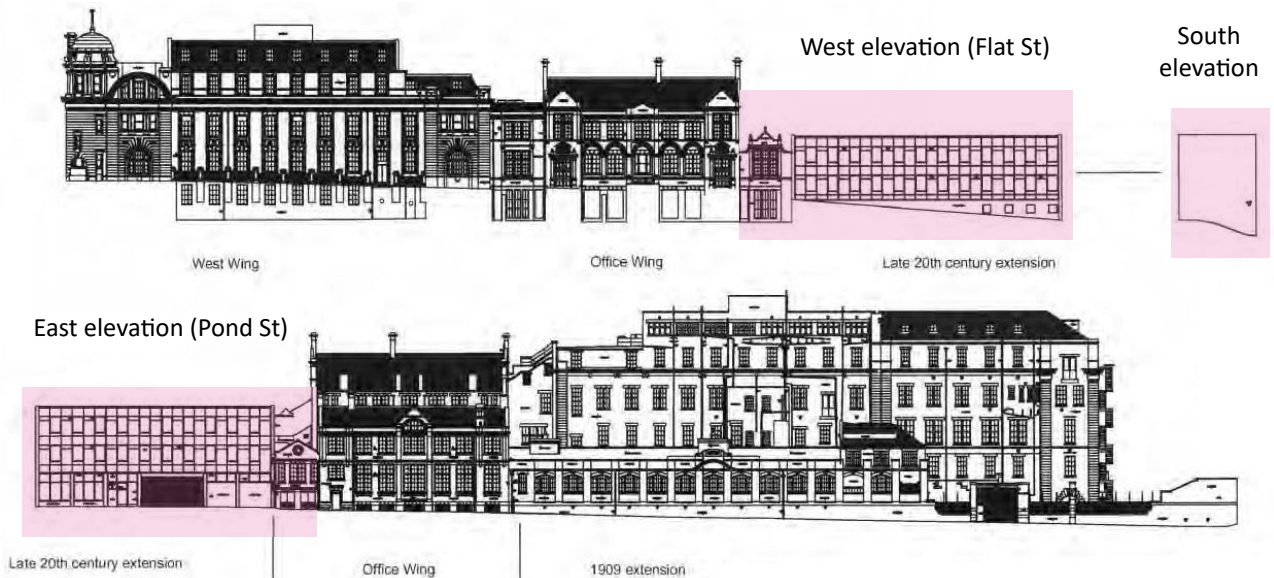 West elevation (Flat St)
South
elevation
West Wing
Office Wing
Late 20th century extension
East elevation (Pond St)
Late 20th century extension
Office Wing
1909 extension